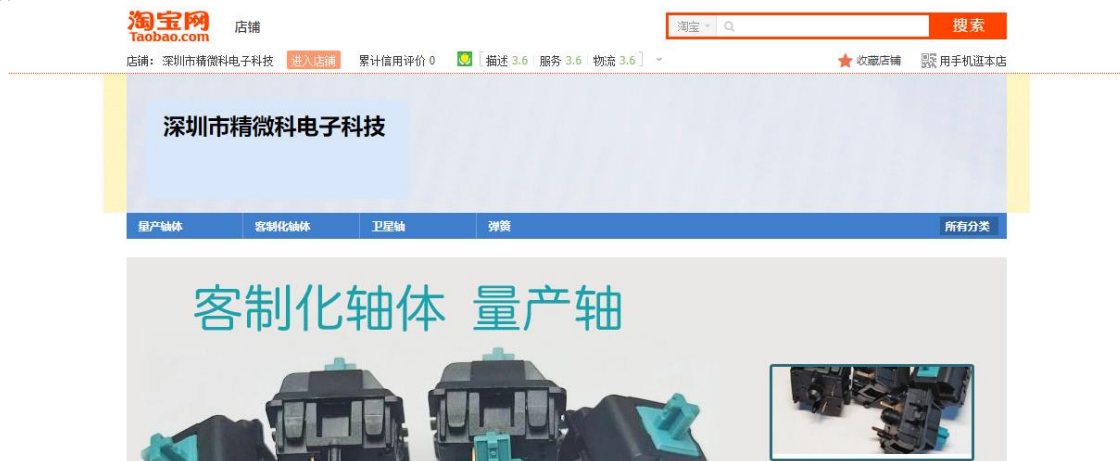 淘宝网
Taobao.com
店铺
淘宝
搜索
店铺: 深圳市精微科电子科技 进入店铺 累计信用评价 0 描述 3.6 服务 3.6 物流 3.6 收藏店铺 用手机逛本店
深圳市精微科电子科技
量产轴体 客制化轴体 卫星轴 弹簧 所有分类
客制化轴体 量产轴